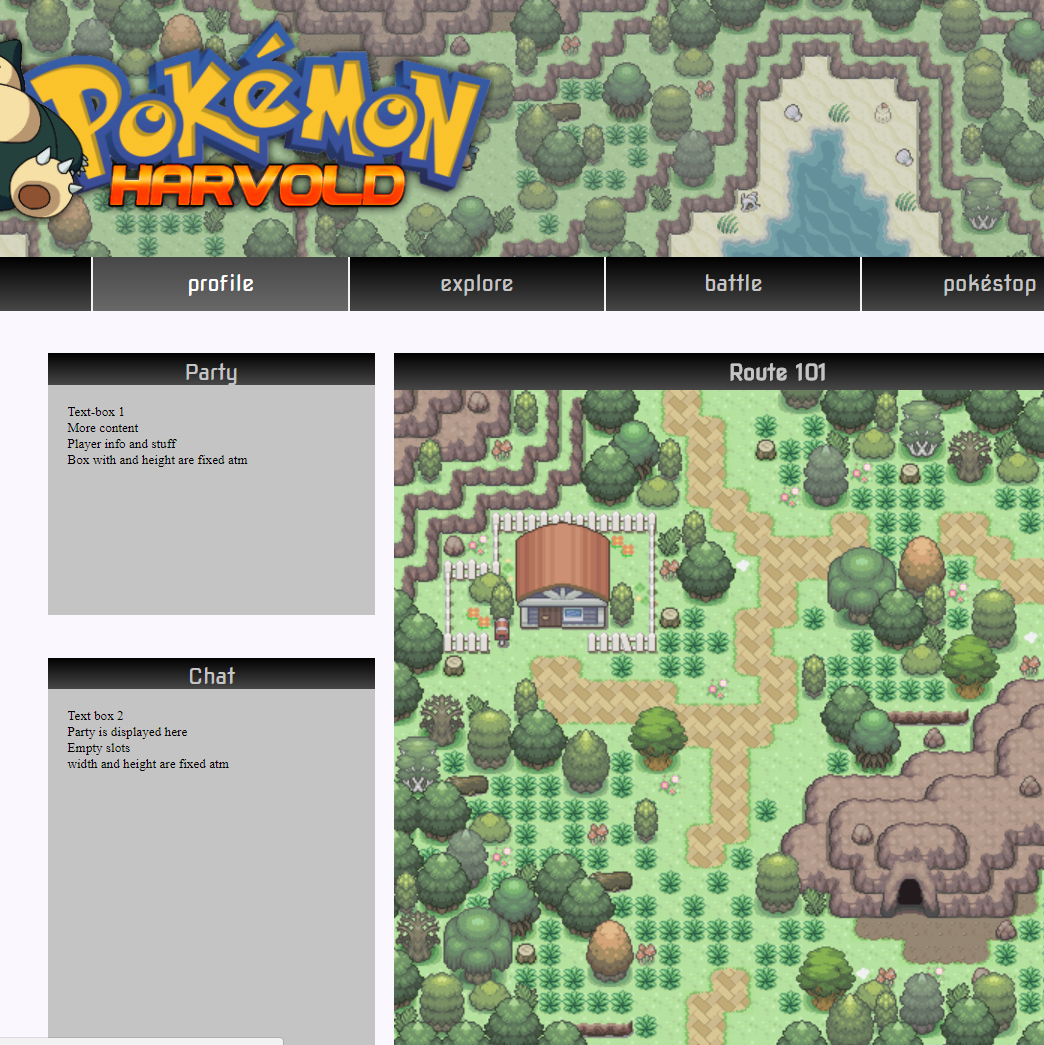 POKÉMON
HARVOLD
profile
explore
battle
pokéstop
Party
Text-box 1
More content
Player info and stuff
Box with and height are fixed atm
Chat
Text box 2
Party is displayed here
Empty slots
width and height are fixed atm
Route 101